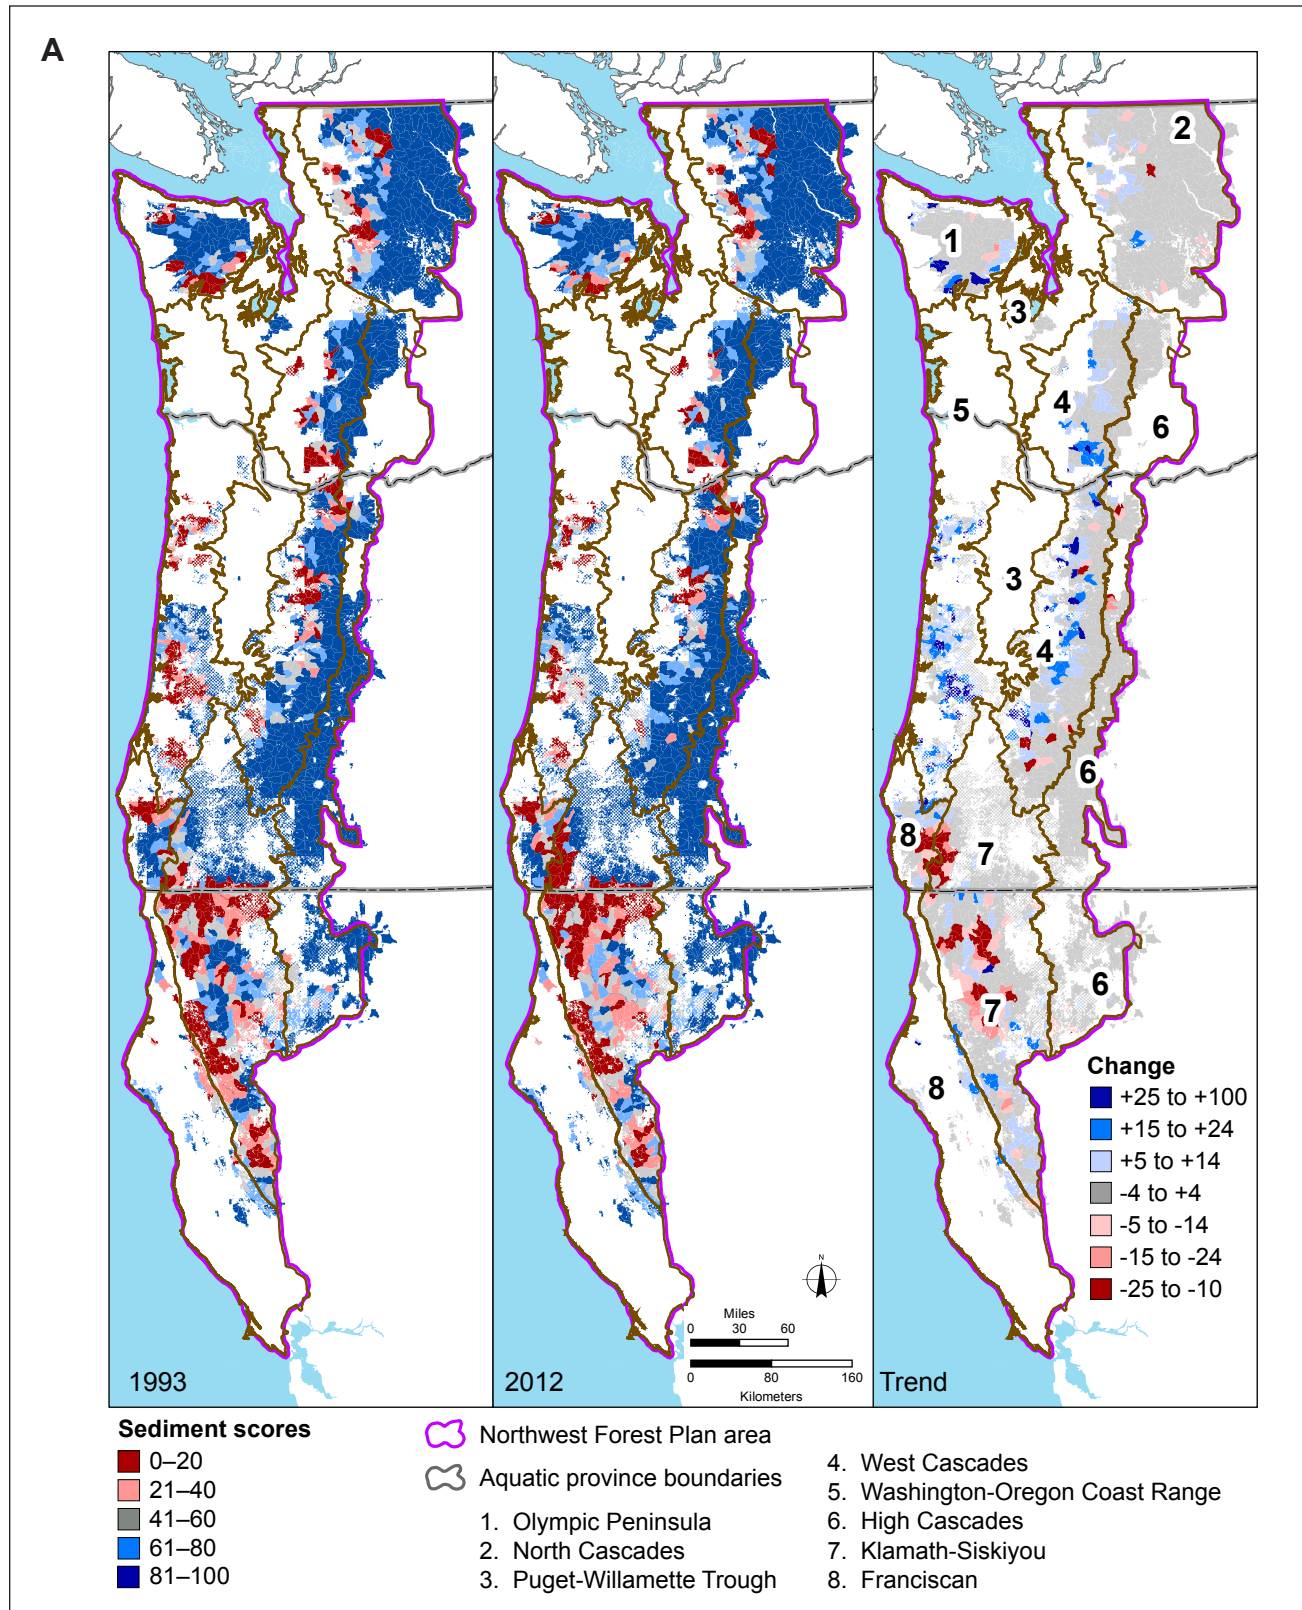 A
1
2
3
4
5
6
3
4
6
8
7
6
7
8
N
Miles
0 30 60
0 80 160
Kilometers
Change
+25 to +100
+15 to +24
+5 to +14
-4 to +4
-5 to -14
-15 to -24
-25 to -10
1993
2012
Trend
Sediment scores
0–20
21–40
41–60
61–80
81–100
Northwest Forest Plan area
Aquatic province boundaries
1. Olympic Peninsula
2. North Cascades
3. Puget-Willamette Trough
4. West Cascades
5. Washington-Oregon Coast Range
6. High Cascades
7. Klamath-Siskiyou
8. Franciscan